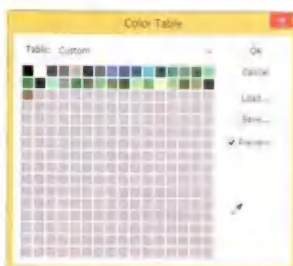 Color Table
Table: Custom
OK
Cancel
Load...
Save...
Preview